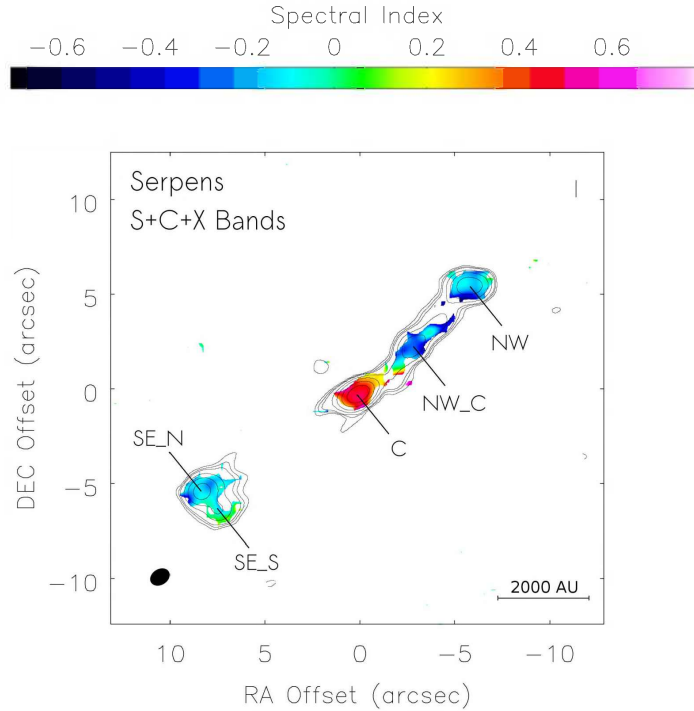 Spectral Index
−0.6 −0.4 −0.2 0 0.2 0.4 0.6
Serpens
S+C+X Bands
10
5
0
−5
−10
DEC Offset (arcsec)
NW
NW_C
C
SE_N
SE_S
2000 AU
10 5 0 −5 −10
RA Offset (arcsec)